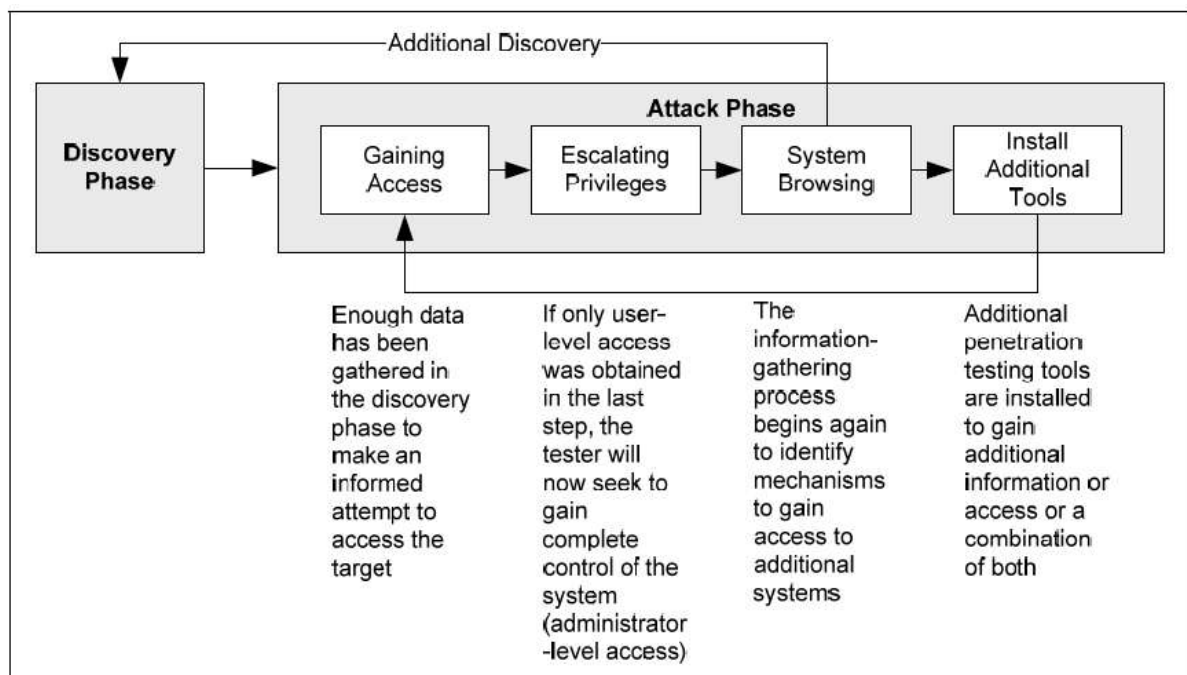 Additional Discovery
Attack Phase
Discovery
Phase
Gaining
Access
Escalating
Privileges
System
Browsing
Install
Additional
Tools
Enough data
has been
gathered in
the discovery
phase to
make an
informed
attempt to
access the
target
If only user-
level access
was obtained
in the last
step, the
tester will
now seek to
gain
complete
control of the
system
(administrator
-level access)
The
information-
gathering
process
begins again
to identify
mechanisms
to gain
access to
additional
systems
Additional
penetration
testing tools
are installed
to gain
additional
information or
access or a
combination
of both